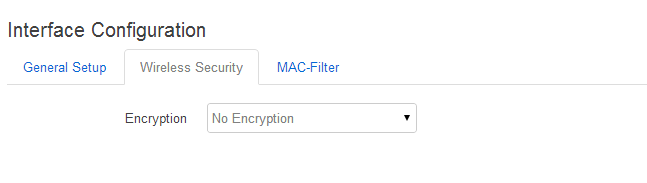 Interface Configuration
General Setup Wireless Security MAC-Filter
Encryption No Encryption